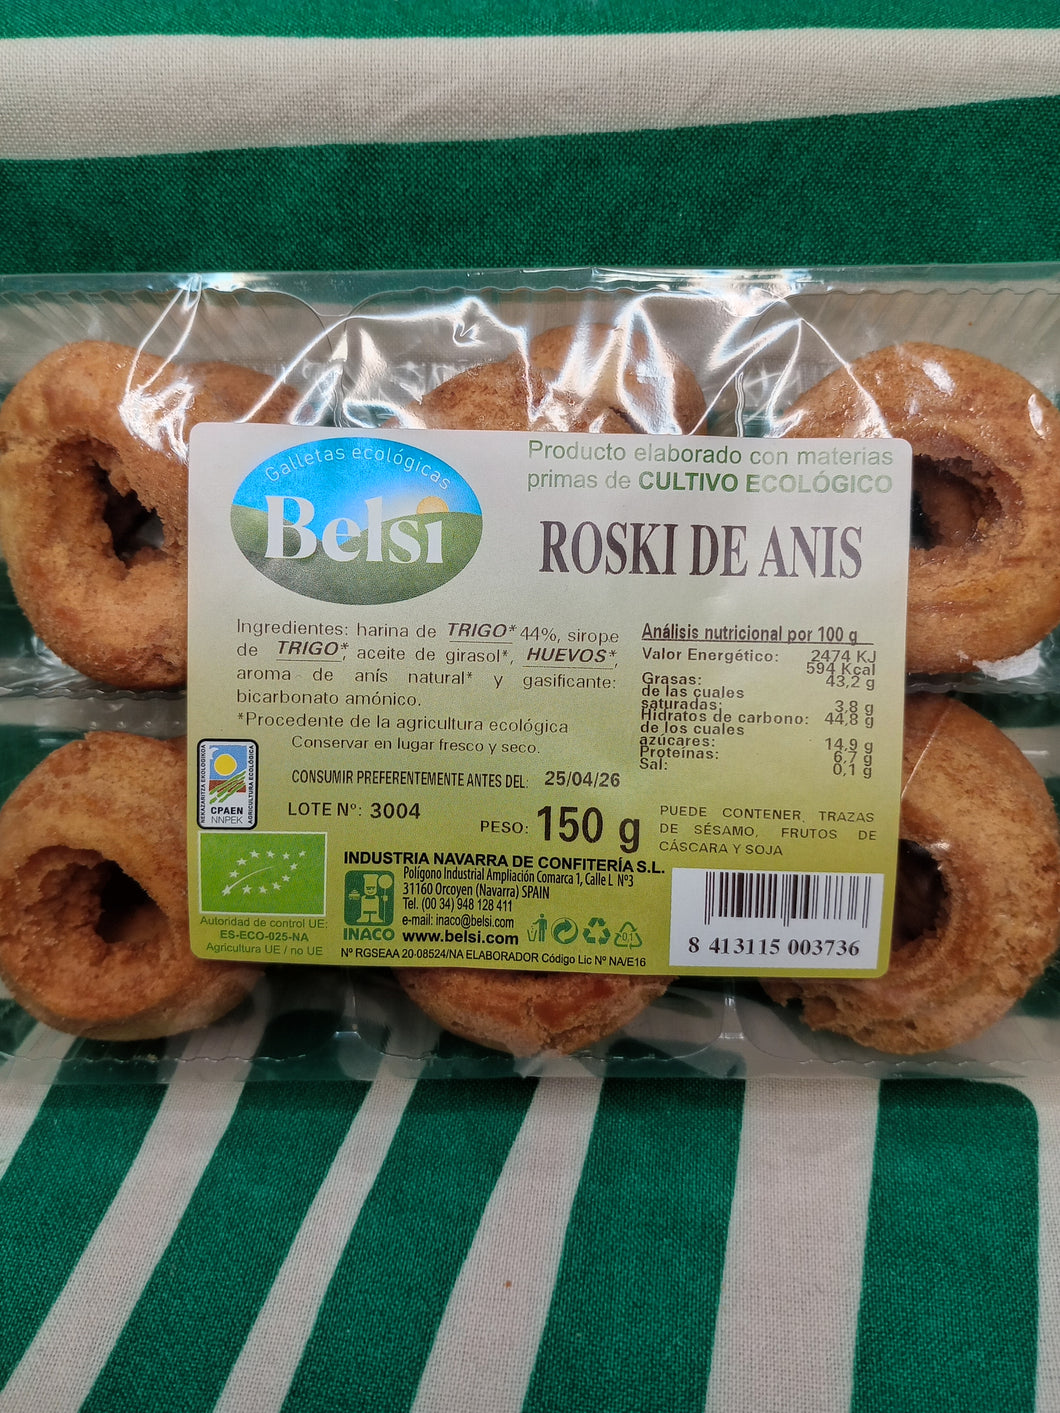 Galletas ecológicas
Belsi
Producto elaborado con materias
primas de CULTIVO ECOLÓGICO
ROSKI DE ANIS
Ingredientes: harina de TRIGO* 44%, sirope
de TRIGO*, aceite de girasol*, HUEVOS*,
aroma de anís natural* y gasificante:
bicarbonato amónico.
*Procedente de la agricultura ecológica
Conservar en lugar fresco y seco.
CONSUMIR PREFERENTEMENTE ANTES DEL: 25/04/26
LOTE Nº: 3004
PESO: 150 g
Análisis nutricional por 100 g
Valor Energético: 2474 KJ
594 Kcal
Grasas: 43,2 g
de las cuales
saturadas: 3,8 g
Hidratos de carbono: 44,8 g
de los cuales
azúcares: 14,9 g
Proteínas: 6,7 g
Sal: 0,1 g
PUEDE CONTENER TRAZAS
DE SÉSAMO, FRUTOS DE
CÁSCARA Y SOJA
NEKAZARITZA EKOLOGIKOA
AGRICULTURA ECOLÓGICA
CPAEN
NNPEK
Autoridad de control UE:
ES-ECO-025-NA
Agricultura UE / no UE
INDUSTRIA NAVARRA DE CONFITERÍA S.L.
Polígono Industrial Ampliación Comarca 1, Calle L Nº3
31160 Orcoyen (Navarra) SPAIN
Tel. (00 34) 948 128 411
e-mail: inaco@belsi.com
INACO www.belsi.com
Nº RGSEAA 20-08524/NA ELABORADOR Código Lic Nº NA/E16
8 413115 003736